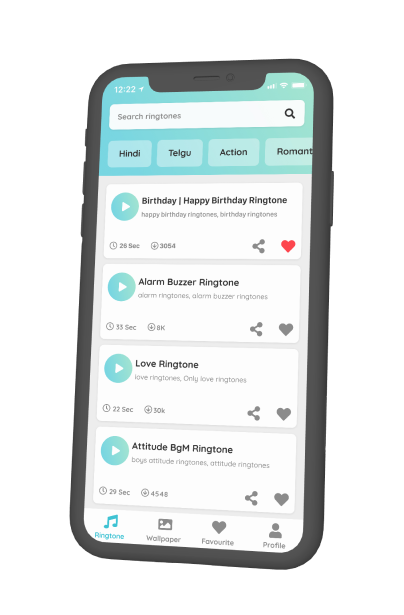 12:22
Search ringtones
Hindi Telgu Action Romant
Birthday | Happy Birthday Ringtone
happy birthday ringtones, birthday ringtones
26 Sec 3054
Alarm Buzzer Ringtone
alarm ringtones, alarm buzzer ringtones
33 Sec 8K
Love Ringtone
love ringtones, Only love ringtones
22 Sec 30k
Attitude BgM Ringtone
boys attitude ringtones, attitude ringtones
29 Sec 4548
Ringtone Wallpaper Favourite Profile